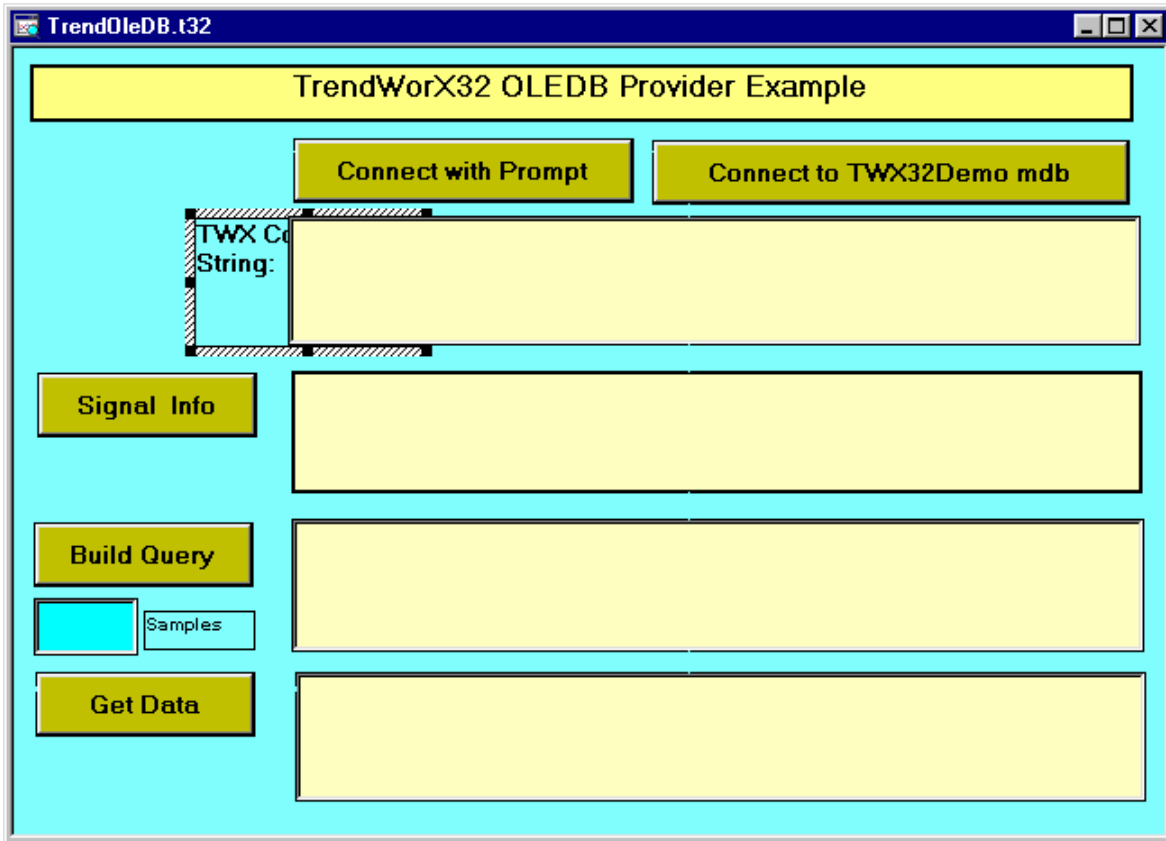 TrendOleDB.t32
TrendWorX32 OLEDB Provider Example
Connect with Prompt
Connect to TWX32Demo mdb
TWX
String:
Signal Info
Build Query
Samples
Get Data